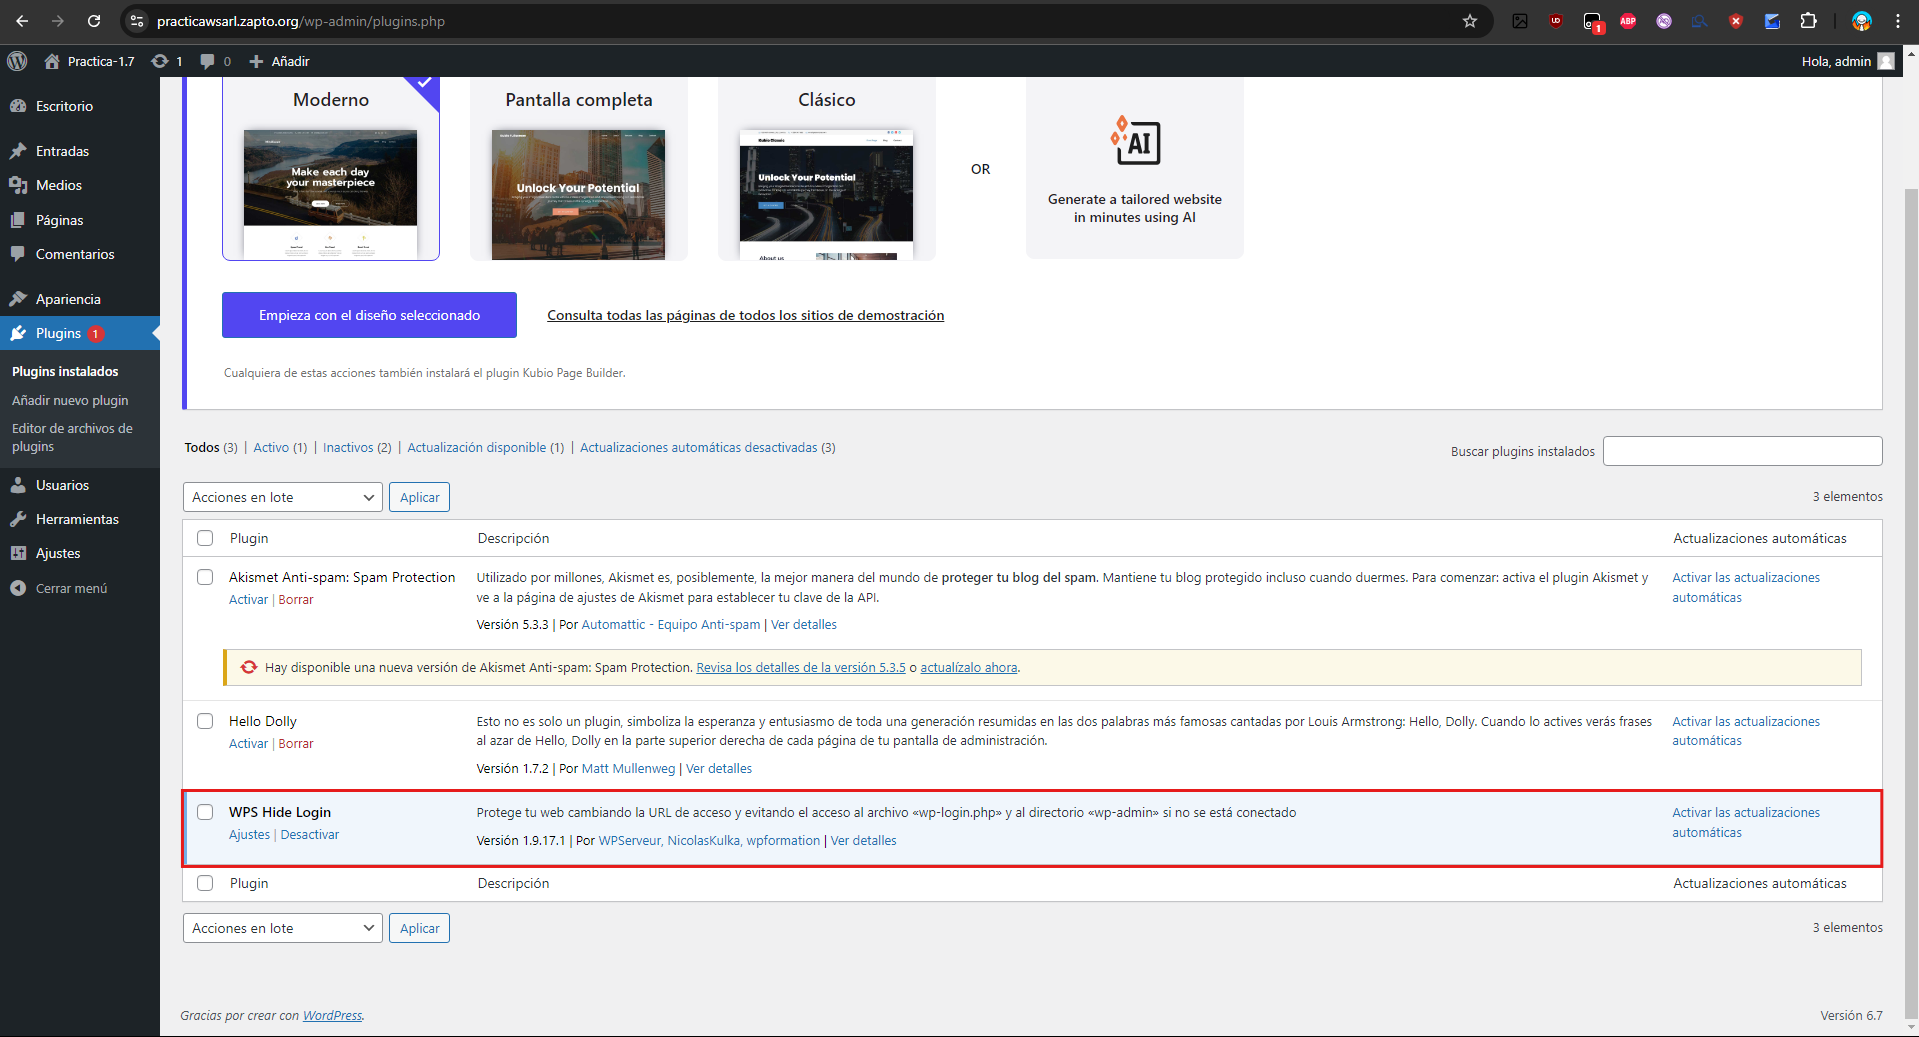 practicawsarl.zapto.org/wp-admin/plugins.php
Practica-1.7
1
0
Añadir
Hola, admin
Escritorio
Entradas
Medios
Páginas
Comentarios
Apariencia
Plugins 1
Plugins instalados
Añadir nuevo plugin
Editor de archivos de
plugins
Usuarios
Herramientas
Ajustes
Cerrar menú
Moderno
Make each day
your masterpiece
Pantalla completa
Unlock Your Potential
Clásico
Unlock Your Potential
About us
OR
AI
Generate a tailored website
in minutes using AI
Empieza con el diseño seleccionado
Consulta todas las páginas de todos los sitios de demostración
Cualquiera de estas acciones también instalará el plugin Kubio Page Builder.
Todos (3) | Activo (1) | Inactivos (2) | Actualización disponible (1) | Actualizaciones automáticas desactivadas (3)
Buscar plugins instalados
Acciones en lote
Aplicar
3 elementos
Plugin
Descripción
Actualizaciones automáticas
Akismet Anti-spam: Spam Protection
Activar | Borrar
Utilizado por millones, Akismet es, posiblemente, la mejor manera del mundo de proteger tu blog del spam. Mantiene tu blog protegido incluso cuando duermes. Para comenzar: activa el plugin Akismet y
ve a la página de ajustes de Akismet para establecer tu clave de la API.
Versión 5.3.3 | Por Automattic - Equipo Anti-spam | Ver detalles
Activar las actualizaciones
automáticas
Hay disponible una nueva versión de Akismet Anti-spam: Spam Protection. Revisa los detalles de la versión 5.3.5 o actualízalo ahora.
Hello Dolly
Activar | Borrar
Esto no es solo un plugin, simboliza la esperanza y entusiasmo de toda una generación resumidas en las dos palabras más famosas cantadas por Louis Armstrong: Hello, Dolly. Cuando lo actives verás frases
al azar de Hello, Dolly en la parte superior derecha de cada página de tu pantalla de administración.
Versión 1.7.2 | Por Matt Mullenweg | Ver detalles
Activar las actualizaciones
automáticas
WPS Hide Login
Ajustes | Desactivar
Protege tu web cambiando la URL de acceso y evitando el acceso al archivo «wp-login.php» y al directorio «wp-admin» si no se está conectado
Versión 1.9.17.1 | Por WPServeur, NicolasKulka, wpformation | Ver detalles
Activar las actualizaciones
automáticas
Plugin
Descripción
Actualizaciones automáticas
Acciones en lote
Aplicar
3 elementos
Gracias por crear con WordPress.
Versión 6.7